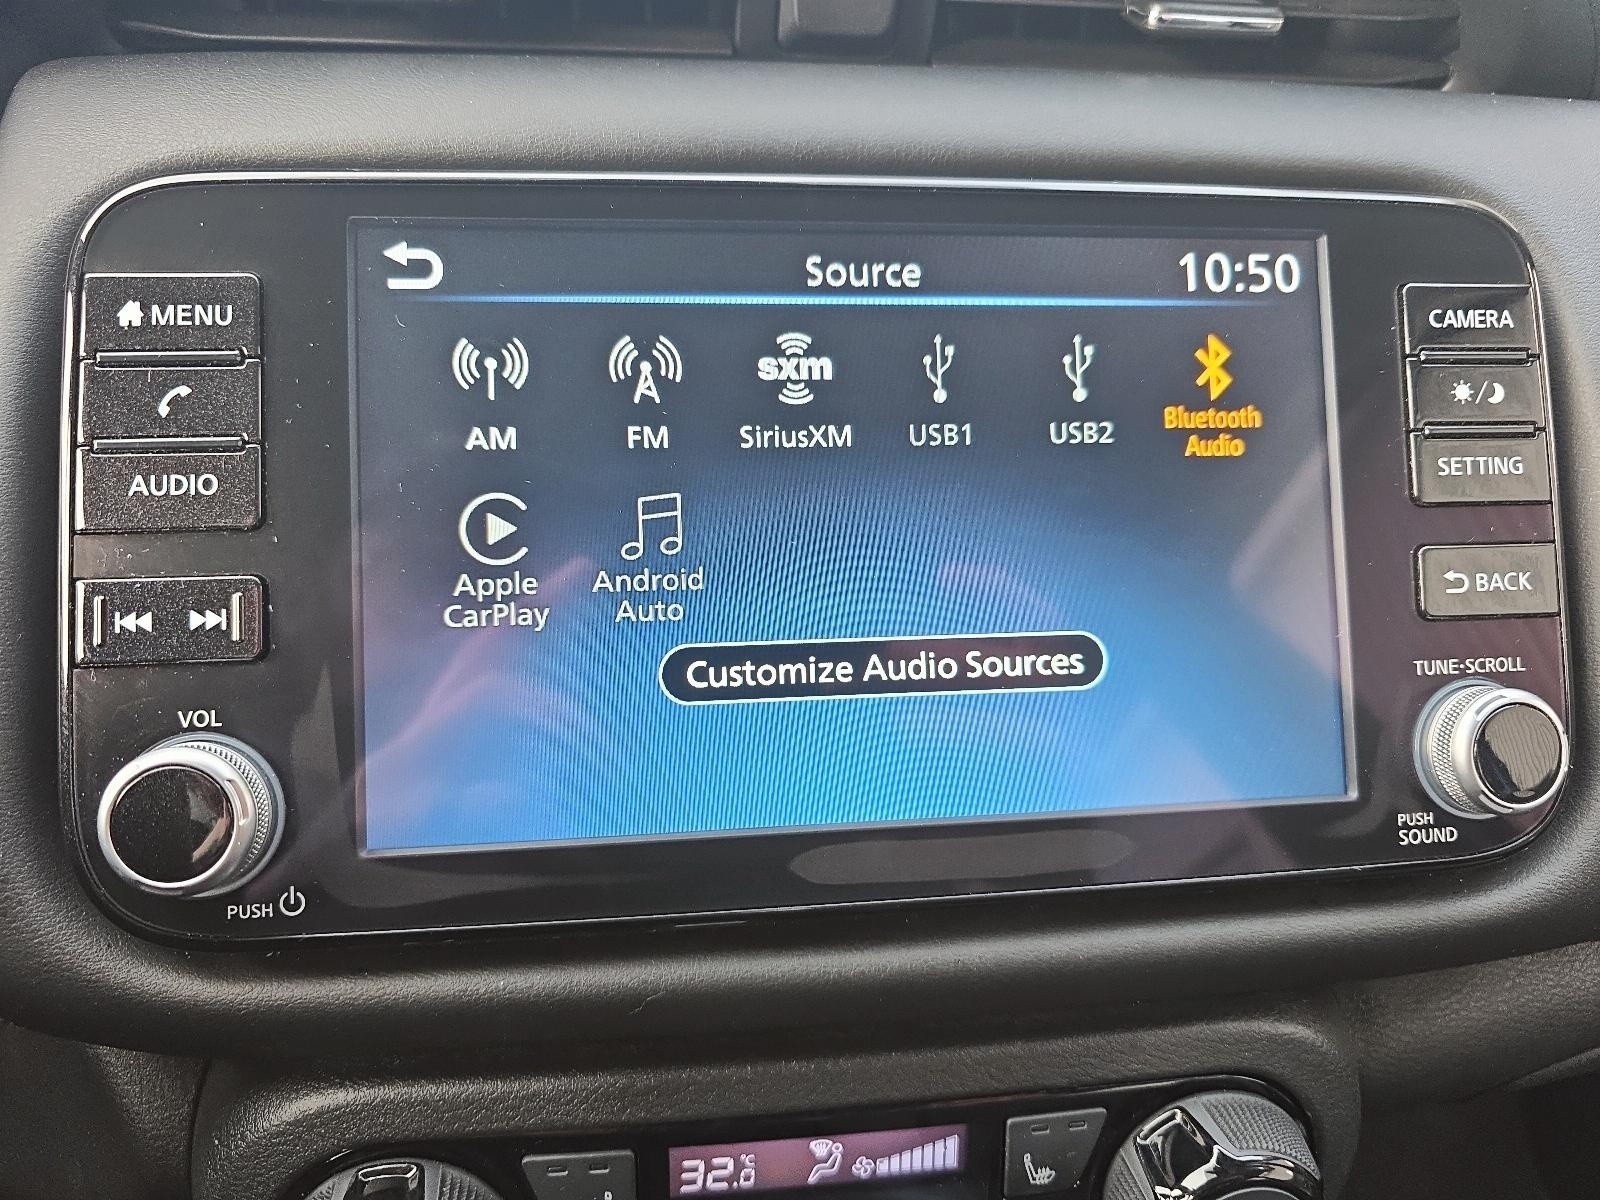 Source
10:50
MENU
AUDIO
VOL
PUSH
AM
FM
sxm
SiriusXM
USB1
USB2
Bluetooth
Audio
Apple
CarPlay
Android
Auto
Customize Audio Sources
CAMERA
SETTING
BACK
TUNE·SCROLL
PUSH
SOUND
32.0°C